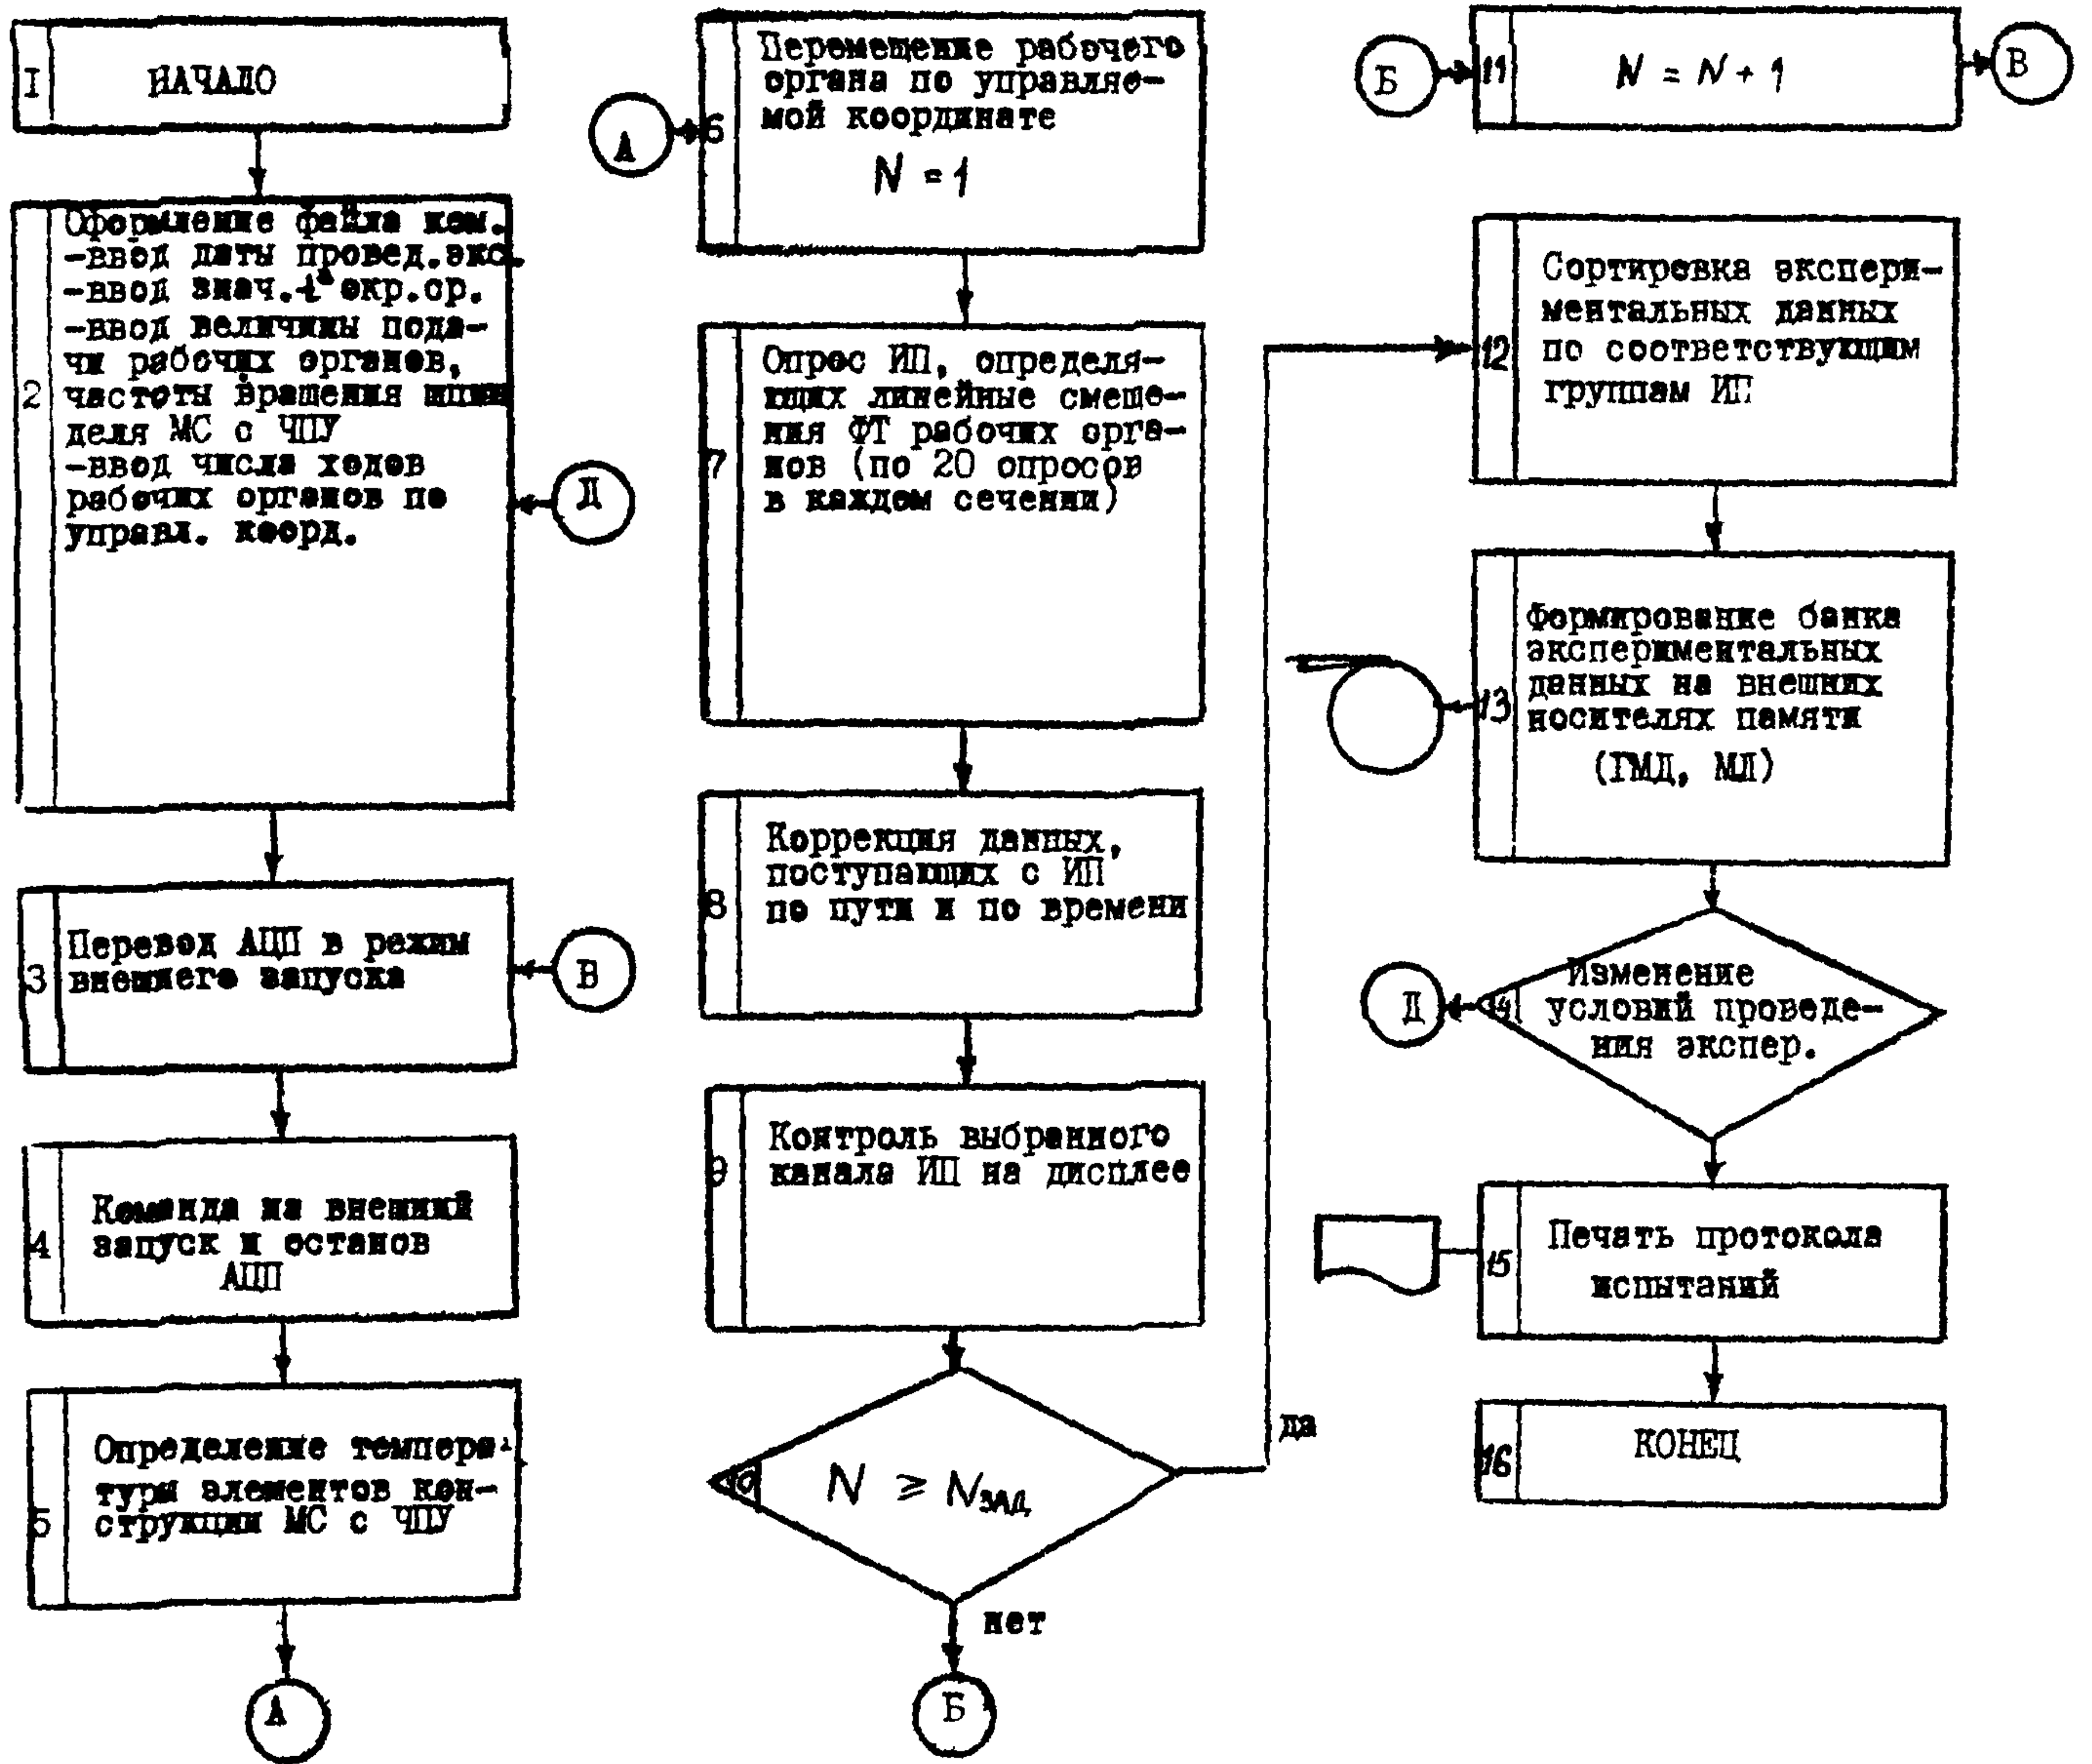 I
НАЧАЛО
2
Оформление файла ком.
-ввод даты провед.экс.
-ввод знач.t° окр.ср.
-ввод величины пода-
чи рабочих органов,
частоты вращения шпин
деля МС с ЧПУ
-ввод числа ходов
рабочих органов по
управл. коорд.
Д
3
Перевод АЦП в режим
внешнего запуска
В
4
Команда на внешний
запуск и останов
АЦП
5
Определение темпера-
туры элементов кон-
струкции МС с ЧПУ
А
А
6
Перемещение рабочего
органа по управляе-
мой координате
N = 1
7
Опрос ИП, определя-
ющих линейные смеще-
ния ФТ рабочих орга-
нов (по 20 опросов
в каждом сечении)
8
Коррекция данных,
поступающих с ИП
по пути и по времени
9
Контроль выбранного
канала ИП на дисплее
10
N ≥ Nзад
да
нет
Б
Б
11
N = N + 1
В
12
Сортировка экспери-
ментальных данных
по соответствующим
группам ИП
13
Формирование банка
экспериментальных
данных на внешних
носителях памяти
(ГМД, МЛ)
Д
14
Изменение
условий проведе-
ния экспер.
15
Печать протокола
испытаний
16
КОНЕЦ